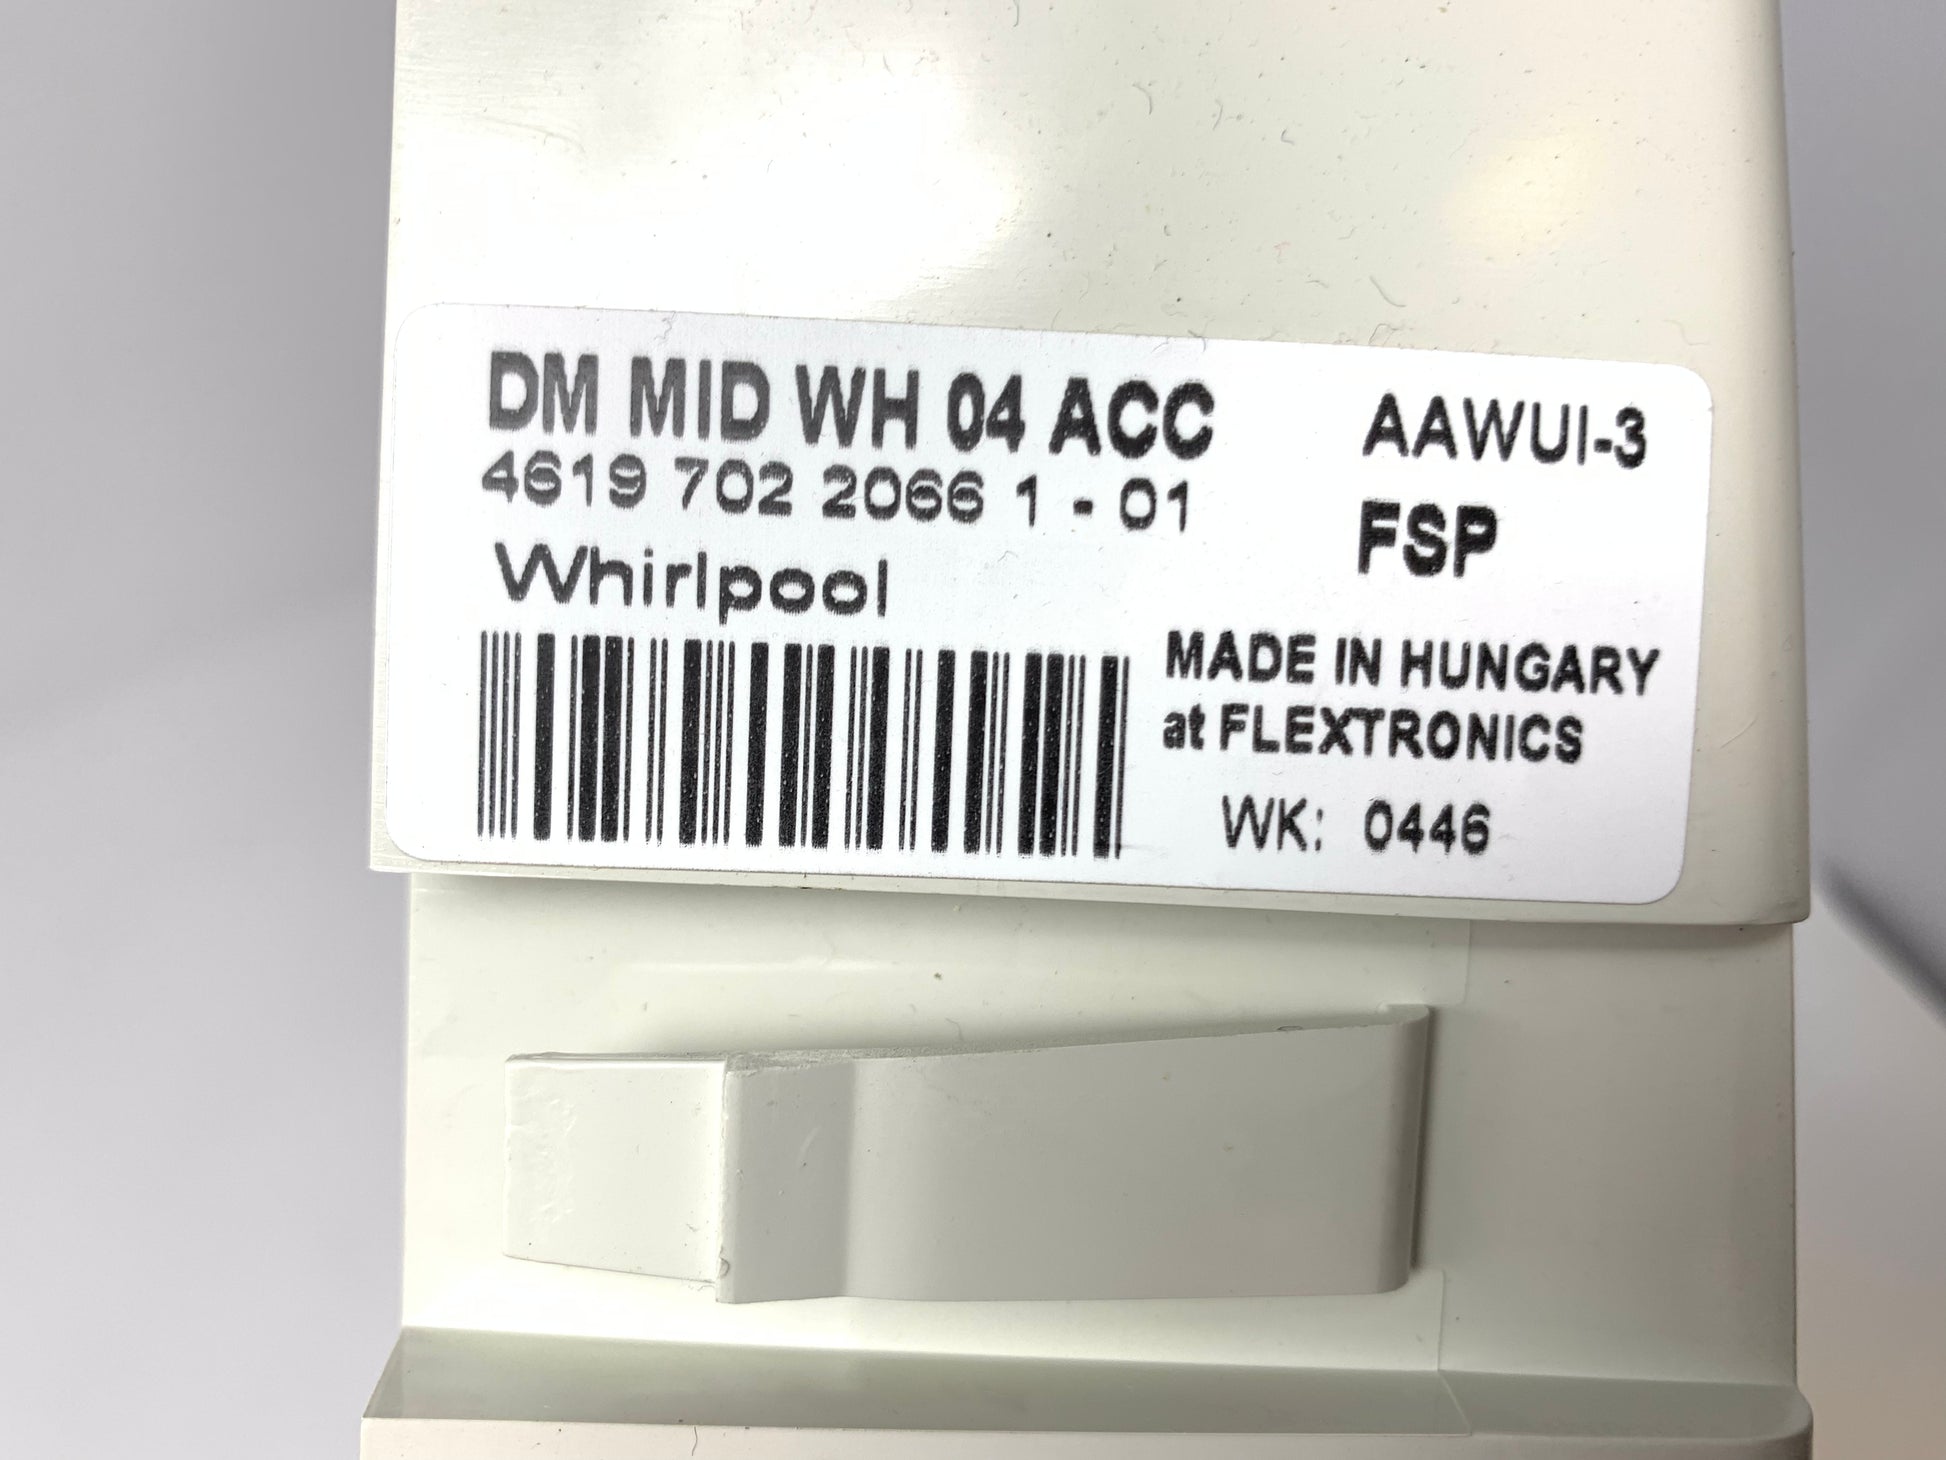 DM MID WH 04 ACC
4619 702 2066 1 - 01
Whirlpool
AAWUI-3
FSP
MADE IN HUNGARY
at FLEXTRONICS
WK: 0446